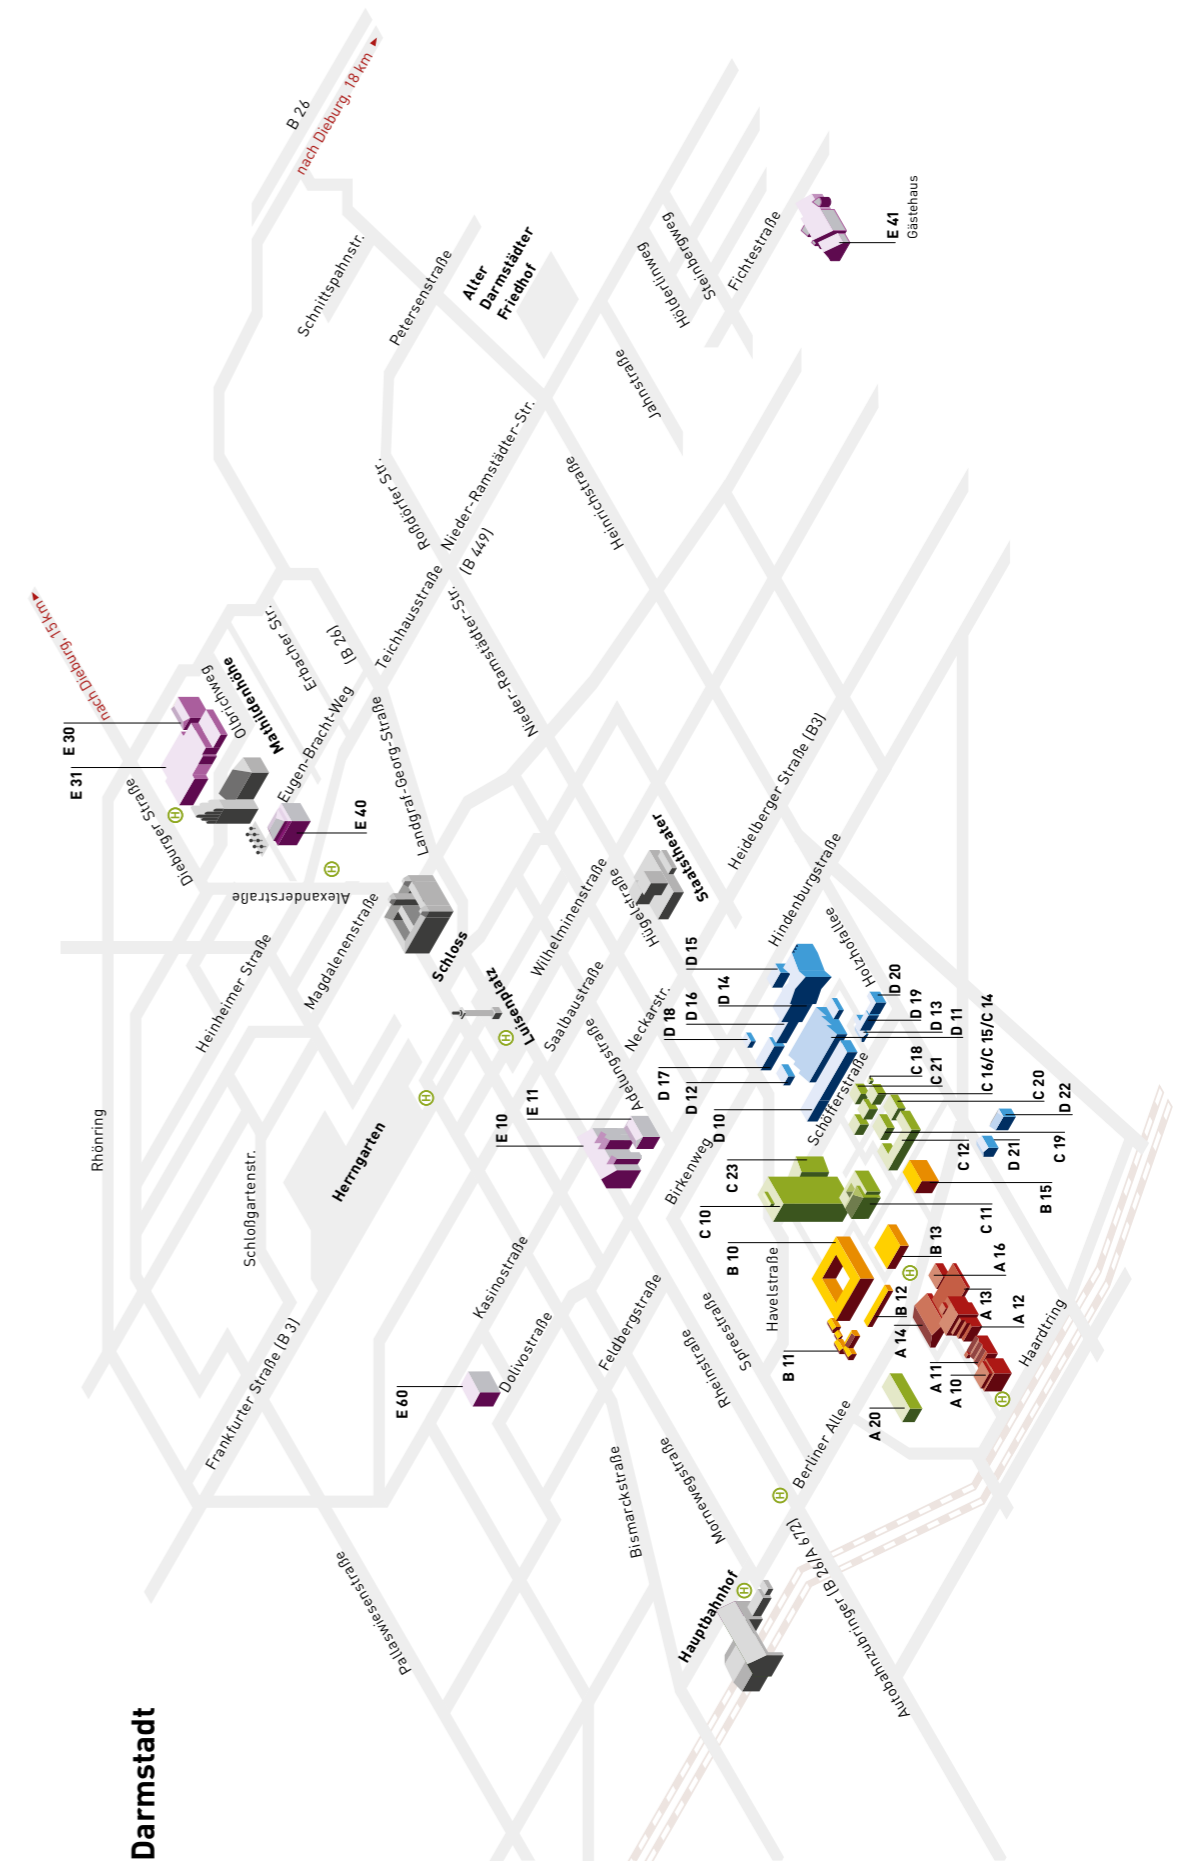 Darmstadt
B 26
nach Dieburg, 18 km
nach Dieburg, 15 km
Schnittspahnstr.
Petersenstraße
Alter
Darmstädter
Friedhof
Hölderlinweg
Steinbergweg
Fichtestraße
E 41
Gästehaus
Jahnstraße
Roßdörfer Str.
Nieder-Ramstädter-Str.
(B 449)
Heinrichstraße
Teichhausstraße
Nieder-Ramstädter-Str.
Erbacher Str.
(B 26)
Olbrichweg
Mathildenhöhe
Eugen-Bracht-Weg
Landgraf-Georg-Straße
E 30
E 31
H
Dieburger Straße
E 40
H
Alexanderstraße
Magdalenenstraße
Heinheimer Straße
Schloss
Luisenplatz
H
H
Wilhelminenstraße
Saalbaustraße
Hügelstraße
Staatstheater
Heidelberger Straße (B3)
Hindenburgstraße
Holzhofallee
Adelungstraße
Neckarstr.
E 10
E 11
Rhönring
Schloßgartenstr.
Herrngarten
Frankfurter Straße (B 3)
Pallaswiesenstraße
Kasinostraße
Dolivostraße
E 60
Feldbergstraße
Bismarckstraße
Mornewegstraße
Rheinstraße
Spreestraße
Havelstraße
Birkenweg
Schöfferstraße
Berliner Allee
Haardtring
Hauptbahnhof
H
H
Autobahnzubringer (B 26/A 672)
D 15
D 14
D 16
D 18
D 17
D 12
D 10
D 20
D 19
D 13
D 11
C 16/C 15/C 14
C 18
C 21
C 20
D 22
C 19
D 21
C 12
B 15
C 23
C 10
C 11
B 10
B 13
B 12
B 11
H
A 16
A 13
A 12
A 14
A 11
A 10
A 20
H